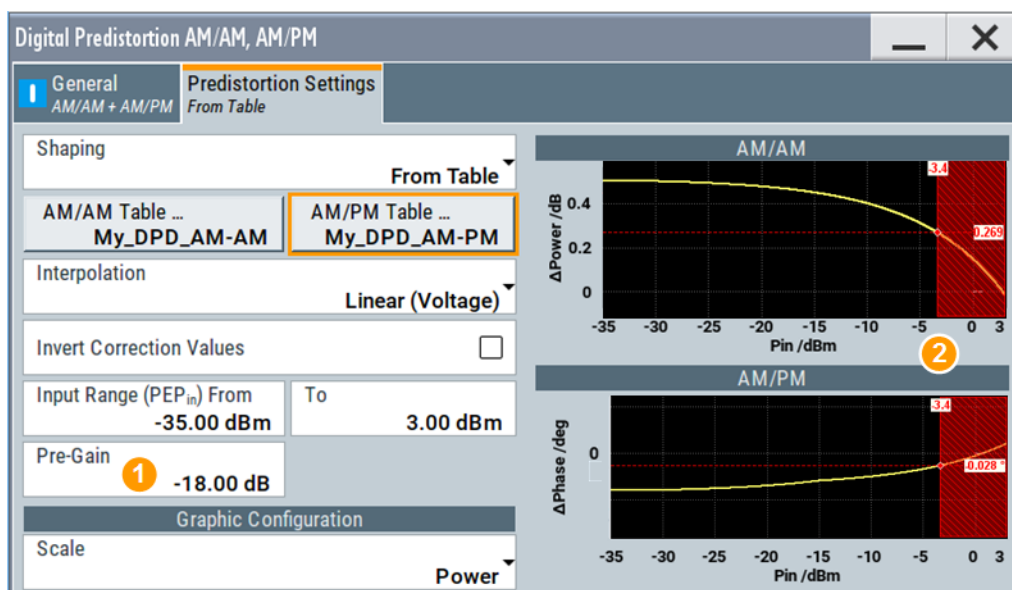 Digital Predistortion AM/AM, AM/PM
General
AM/AM + AM/PM
Predistortion Settings
From Table
Shaping
From Table
AM/AM Table ...
My_DPD_AM-AM
AM/PM Table ...
My_DPD_AM-PM
Interpolation
Linear (Voltage)
Invert Correction Values
Input Range (PEPin) From
-35.00 dBm
To
3.00 dBm
Pre-Gain
1
-18.00 dB
Graphic Configuration
Scale
Power
AM/AM
-3.4
ΔPower /dB
0.4
0.2
0
0.269
-35 -30 -25 -20 -15 -10 -5 0 3
Pin /dBm
2
AM/PM
-3.4
ΔPhase /deg
0
-0.028 °
-35 -30 -25 -20 -15 -10 -5 0 3
Pin /dBm